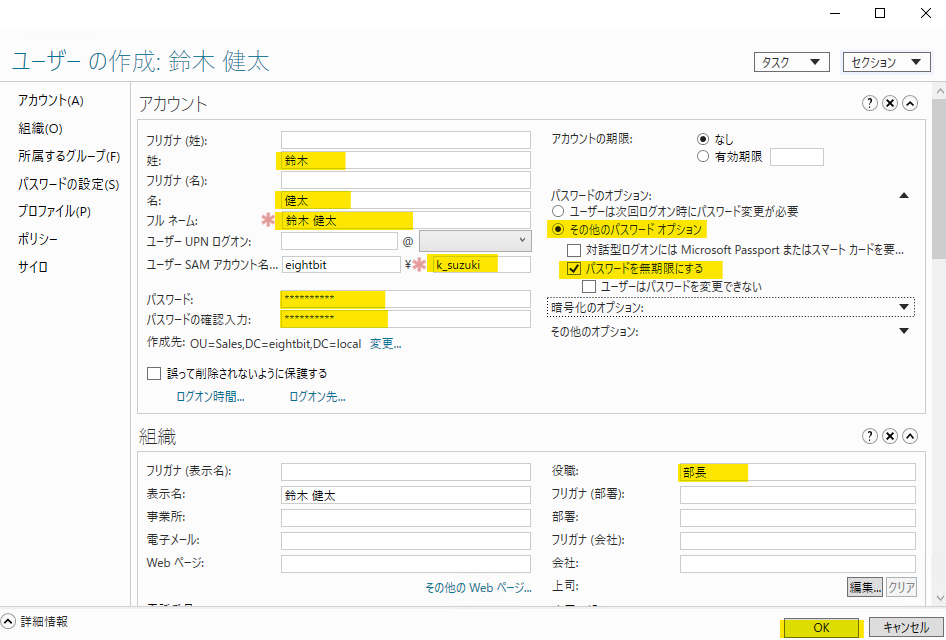 ユーザー の作成: 鈴木 健太
タスク
セクション
アカウント(A)
組織(O)
所属するグループ(F)
パスワードの設定(S)
プロファイル(P)
ポリシー
サイロ
アカウント
フリガナ (姓):
姓: 鈴木
フリガナ (名):
名: 健太
フル ネーム: * 鈴木 健太
ユーザー UPN ログオン: @
ユーザー SAM アカウント名... eightbit ¥* k_suzuki
パスワード: **********
パスワードの確認入力: **********
作成先: OU=Sales,DC=eightbit,DC=local 変更...
誤って削除されないように保護する
ログオン時間... ログオン先...
アカウントの期限: なし
有効期限
パスワードのオプション:
ユーザーは次回ログオン時にパスワード変更が必要
その他のパスワード オプション
対話型ログオンには Microsoft Passport またはスマート カードを要...
パスワードを無期限にする
ユーザーはパスワードを変更できない
暗号化のオプション:
その他のオプション:
組織
フリガナ (表示名):
表示名: 鈴木 健太
事業所:
電子メール:
Web ページ:
その他の Web ページ...
役職: 部長
フリガナ (部署):
部署:
フリガナ (会社):
会社:
上司: 編集... クリア
詳細情報
OK
キャンセル